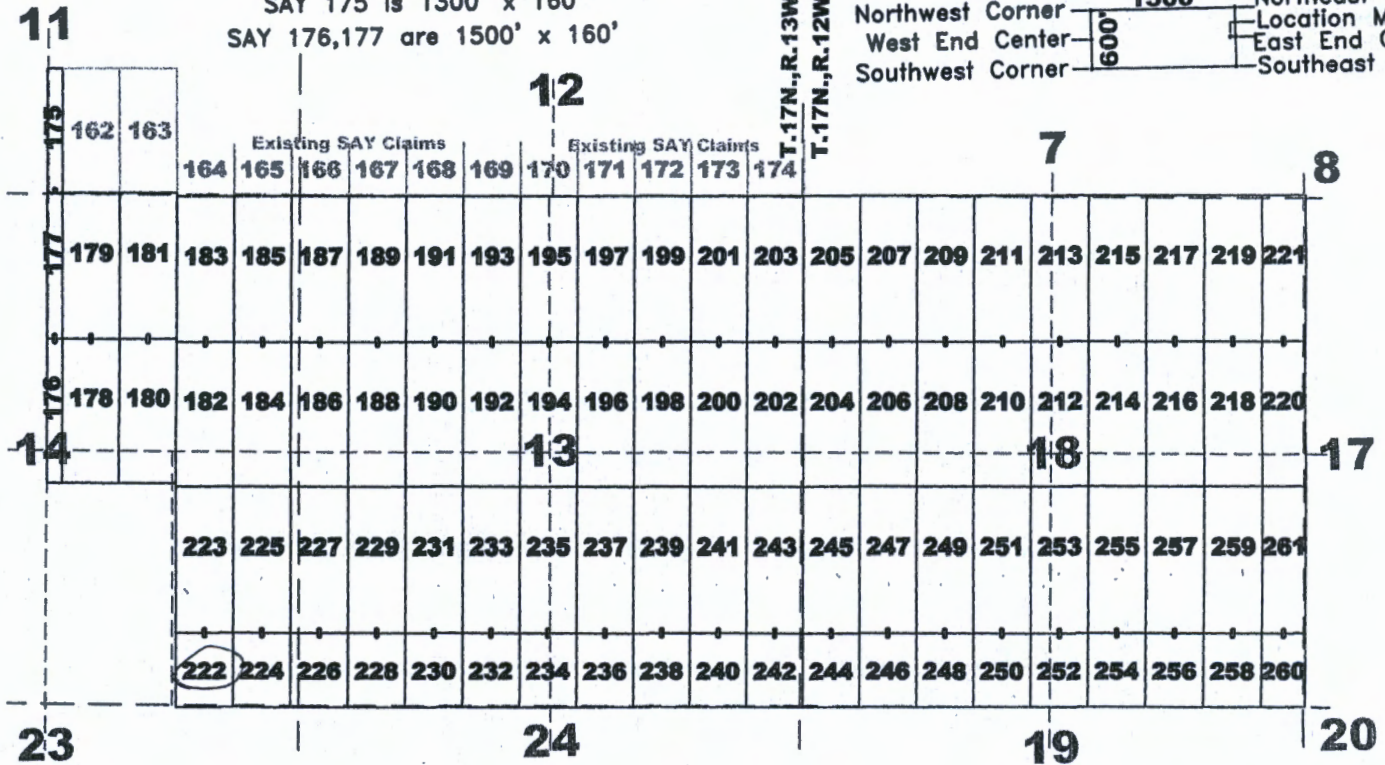 SAY 175 is 1300' x 160'
SAY 176,177 are 1500' x 160'
Northwest Corner
West End Center
Southwest Corner
1500'
600'
Location
East End
Southeast
T.17N.,R.13W
T.17N.,R.12W
11
12
7
8
175 162 163
Existing SAY Claims Existing SAY Claims
164 165 166 167 168 169 170 171 172 173 174
177 179 181 183 185 187 189 191 193 195 197 199 201 203 205 207 209 211 213 215 217 219 221
176 178 180 182 184 186 188 190 192 194 196 198 200 202 204 206 208 210 212 214 216 218 220
14 13 18 17
223 225 227 229 231 233 235 237 239 241 243 245 247 249 251 253 255 257 259 261
222 224 226 228 230 232 234 236 238 240 242 244 246 248 250 252 254 256 258 260
23 24 19 20